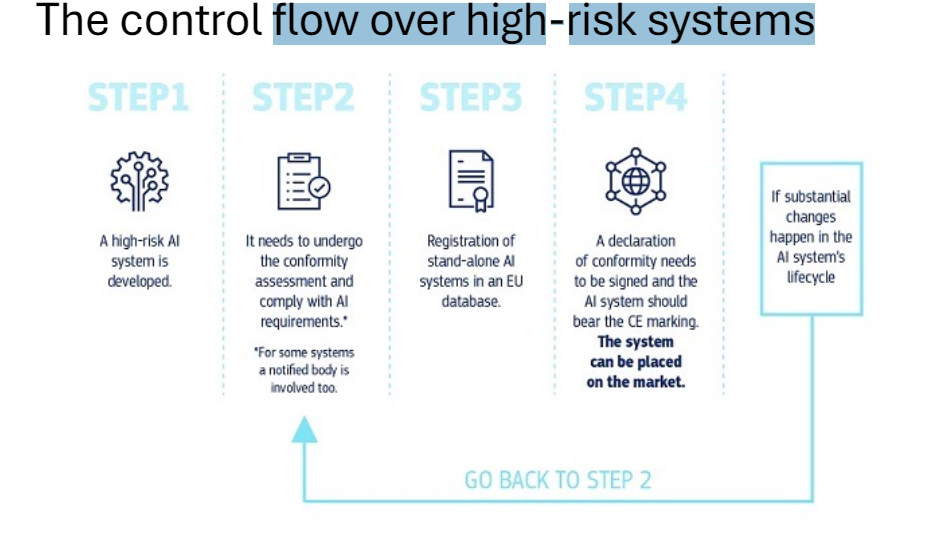 The control flow over high-risk systems
STEP1
A high-risk AI
system is
developed.
STEP2
It needs to undergo
the conformity
assessment and
comply with AI
requirements.*
*For some systems
a notified body is
involved too.
STEP3
Registration of
stand-alone AI
systems in an EU
database.
STEP4
A declaration
of conformity needs
to be signed and the
AI system should
bear the CE marking.
The system
can be placed
on the market.
If substantial
changes
happen in the
AI system's
lifecycle
GO BACK TO STEP 2